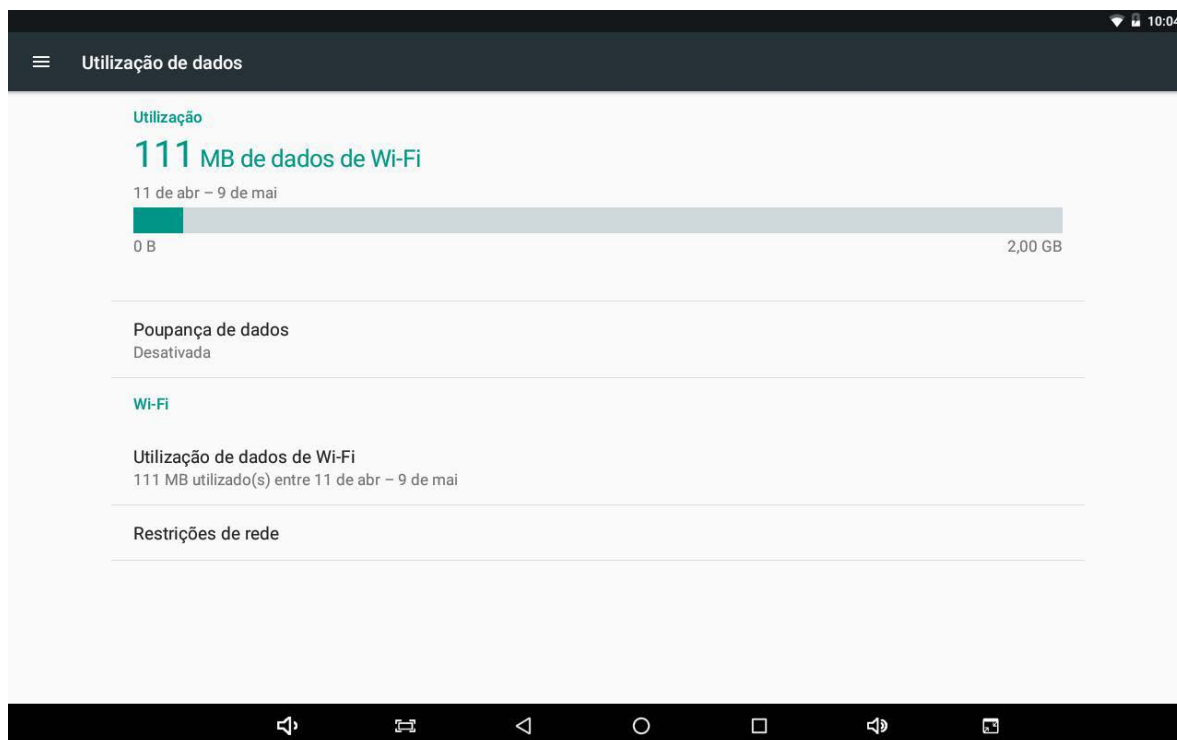 10:04
Utilização de dados
Utilização
111 MB de dados de Wi-Fi
11 de abr – 9 de mai
0 B
2,00 GB
Poupança de dados
Desativada
Wi-Fi
Utilização de dados de Wi-Fi
111 MB utilizado(s) entre 11 de abr – 9 de mai
Restrições de rede